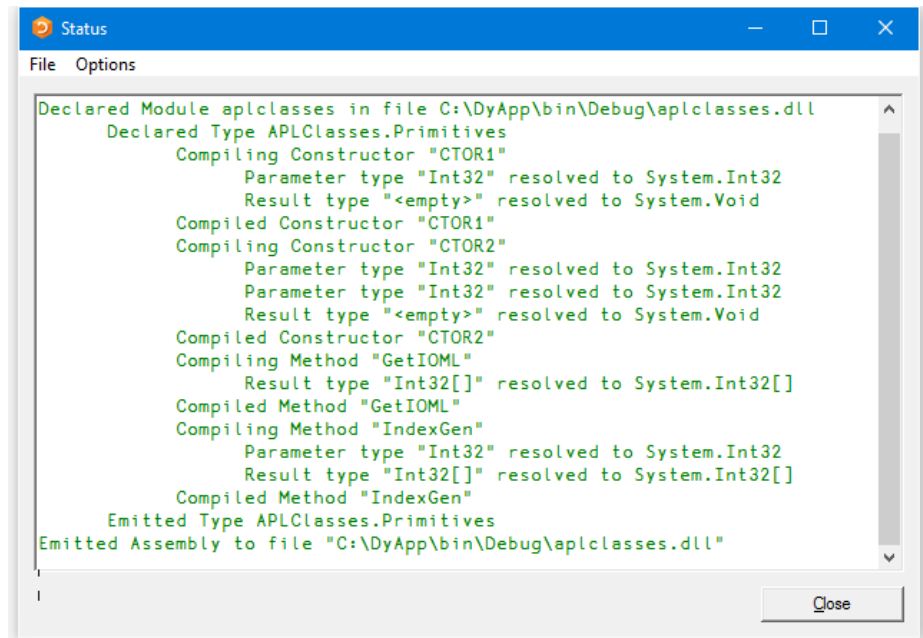 Status
File Options
Declared Module aplclasses in file C:\DyApp\bin\Debug\aplclasses.dll
Declared Type APLClasses.Primitives
Compiling Constructor "CTOR1"
Parameter type "Int32" resolved to System.Int32
Result type "<empty>" resolved to System.Void
Compiled Constructor "CTOR1"
Compiling Constructor "CTOR2"
Parameter type "Int32" resolved to System.Int32
Parameter type "Int32" resolved to System.Int32
Result type "<empty>" resolved to System.Void
Compiled Constructor "CTOR2"
Compiling Method "GetIOML"
Result type "Int32[]" resolved to System.Int32[]
Compiled Method "GetIOML"
Compiling Method "IndexGen"
Parameter type "Int32" resolved to System.Int32
Result type "Int32[]" resolved to System.Int32[]
Compiled Method "IndexGen"
Emitted Type APLClasses.Primitives
Emitted Assembly to file "C:\DyApp\bin\Debug\aplclasses.dll"
Close